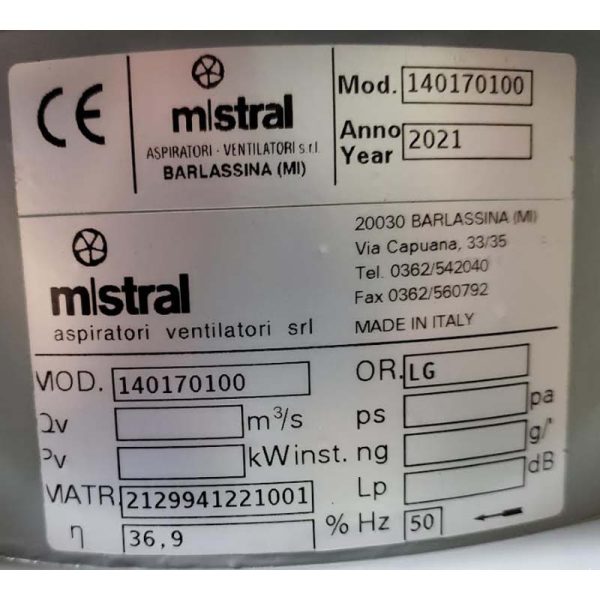 CE
mistral
ASPIRATORI - VENTILATORI s.r.l.
BARLASSINA (MI)
Mod. 140170100
Anno
Year 2021
mistral
aspiratori ventilatori srl
20030 BARLASSINA (MI)
Via Capuana, 33/35
Tel. 0362/542040
Fax 0362/560792
MADE IN ITALY
MOD. 140170100 OR. LG
Qv m³/s ps pa
Pv kWinst. ng g/'
MATR 2129941221001 Lp dB
η 36,9 % Hz 50